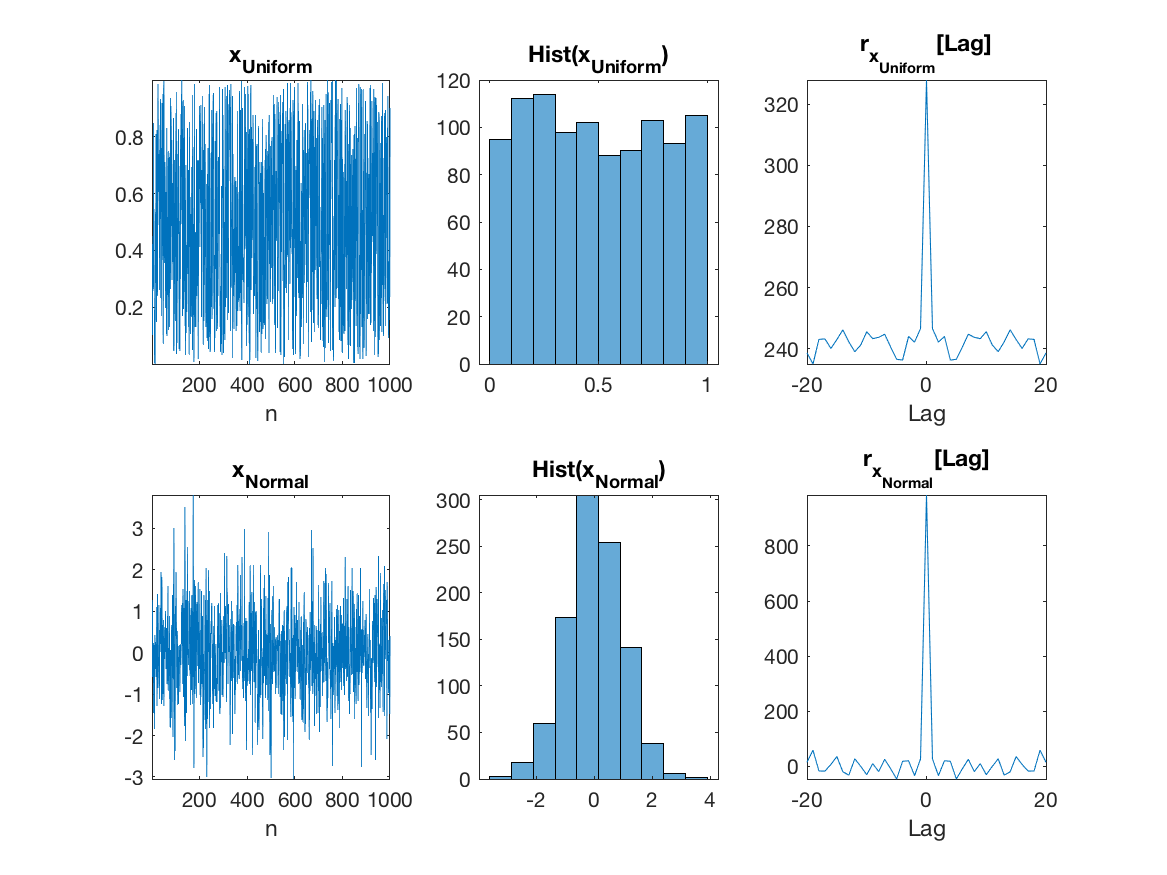 x_Uniform
0.8
0.6
0.4
0.2
200 400 600 800 1000
n
Hist(x_Uniform)
120
100
80
60
40
20
0
0 0.5 1
r_x_Uniform [Lag]
320
300
280
260
240
-20 0 20
Lag
x_Normal
3
2
1
0
-1
-2
-3
200 400 600 800 1000
n
Hist(x_Normal)
300
250
200
150
100
50
0
-2 0 2 4
r_x_Normal [Lag]
800
600
400
200
0
-20 0 20
Lag